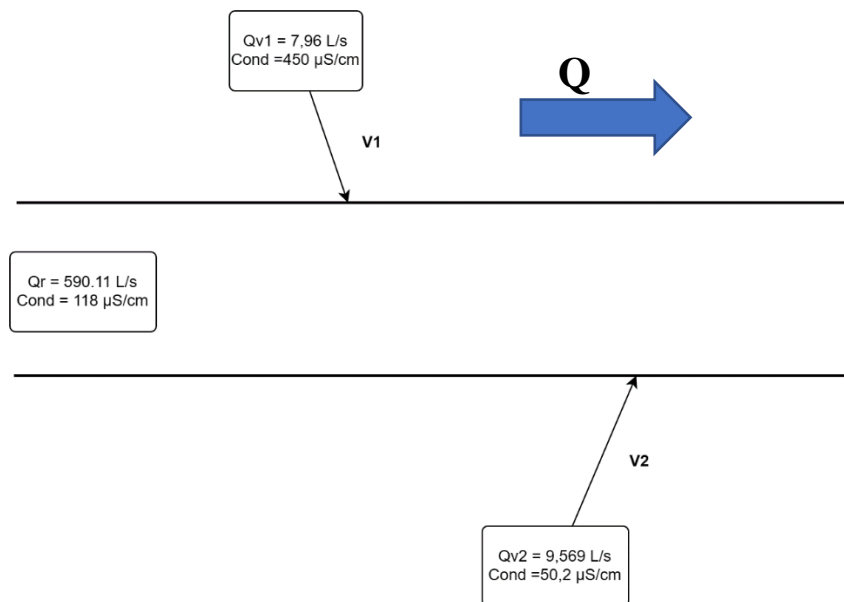 Qv1 = 7,96 L/s
Cond =450 µS/cm
Q
V1
Qr = 590.11 L/s
Cond = 118 µS/cm
V2
Qv2 = 9,569 L/s
Cond =50,2 µS/cm